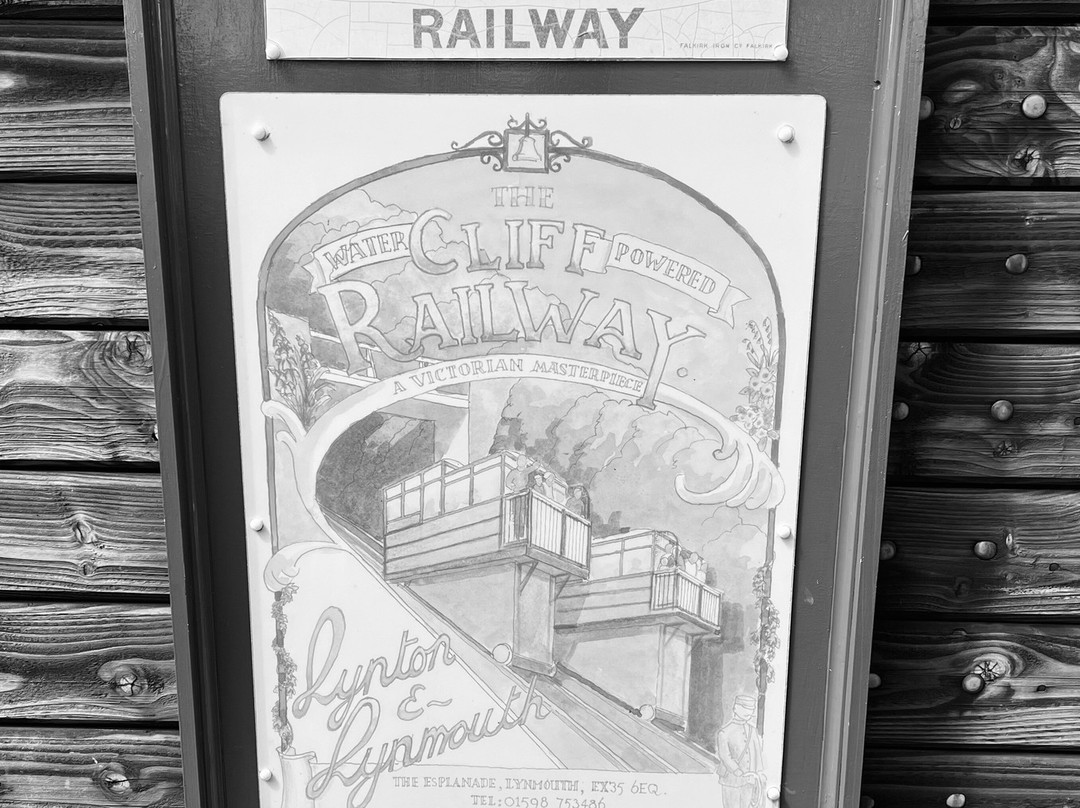 RAILWAY
FALKIRK IRON CY FALKIRK
THE
WATER CLIFF POWERED
RAILWAY
A VICTORIAN MASTERPIECE
Lynton
&
Lynmouth
THE ESPLANADE, LYNMOUTH, EX35 6EQ.
TEL: 01598 753486